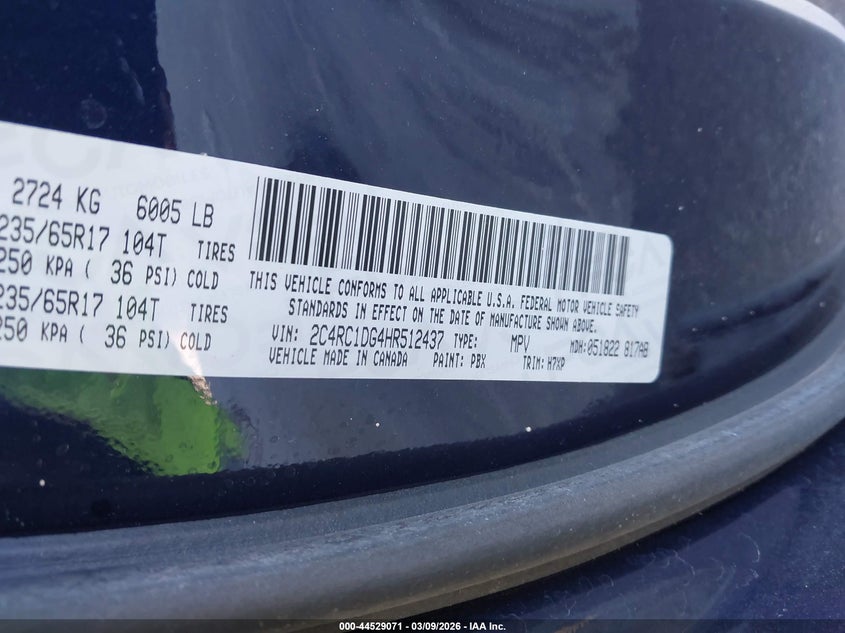 2724 KG 6005 LB
235/65R17 104T TIRES
250 KPA ( 36 PSI) COLD
235/65R17 104T TIRES
250 KPA ( 36 PSI) COLD
THIS VEHICLE CONFORMS TO ALL APPLICABLE U.S.A. FEDERAL MOTOR VEHICLE SAFETY
STANDARDS IN EFFECT ON THE DATE OF MANUFACTURE SHOWN ABOVE.
VIN: 2C4RC1DG4HR512437 TYPE: MPV MDH: 051822 817AB
VEHICLE MADE IN CANADA PAINT: PBX TRIM: H7XP
000-44529071 - 03/09/2026 - IAA Inc.